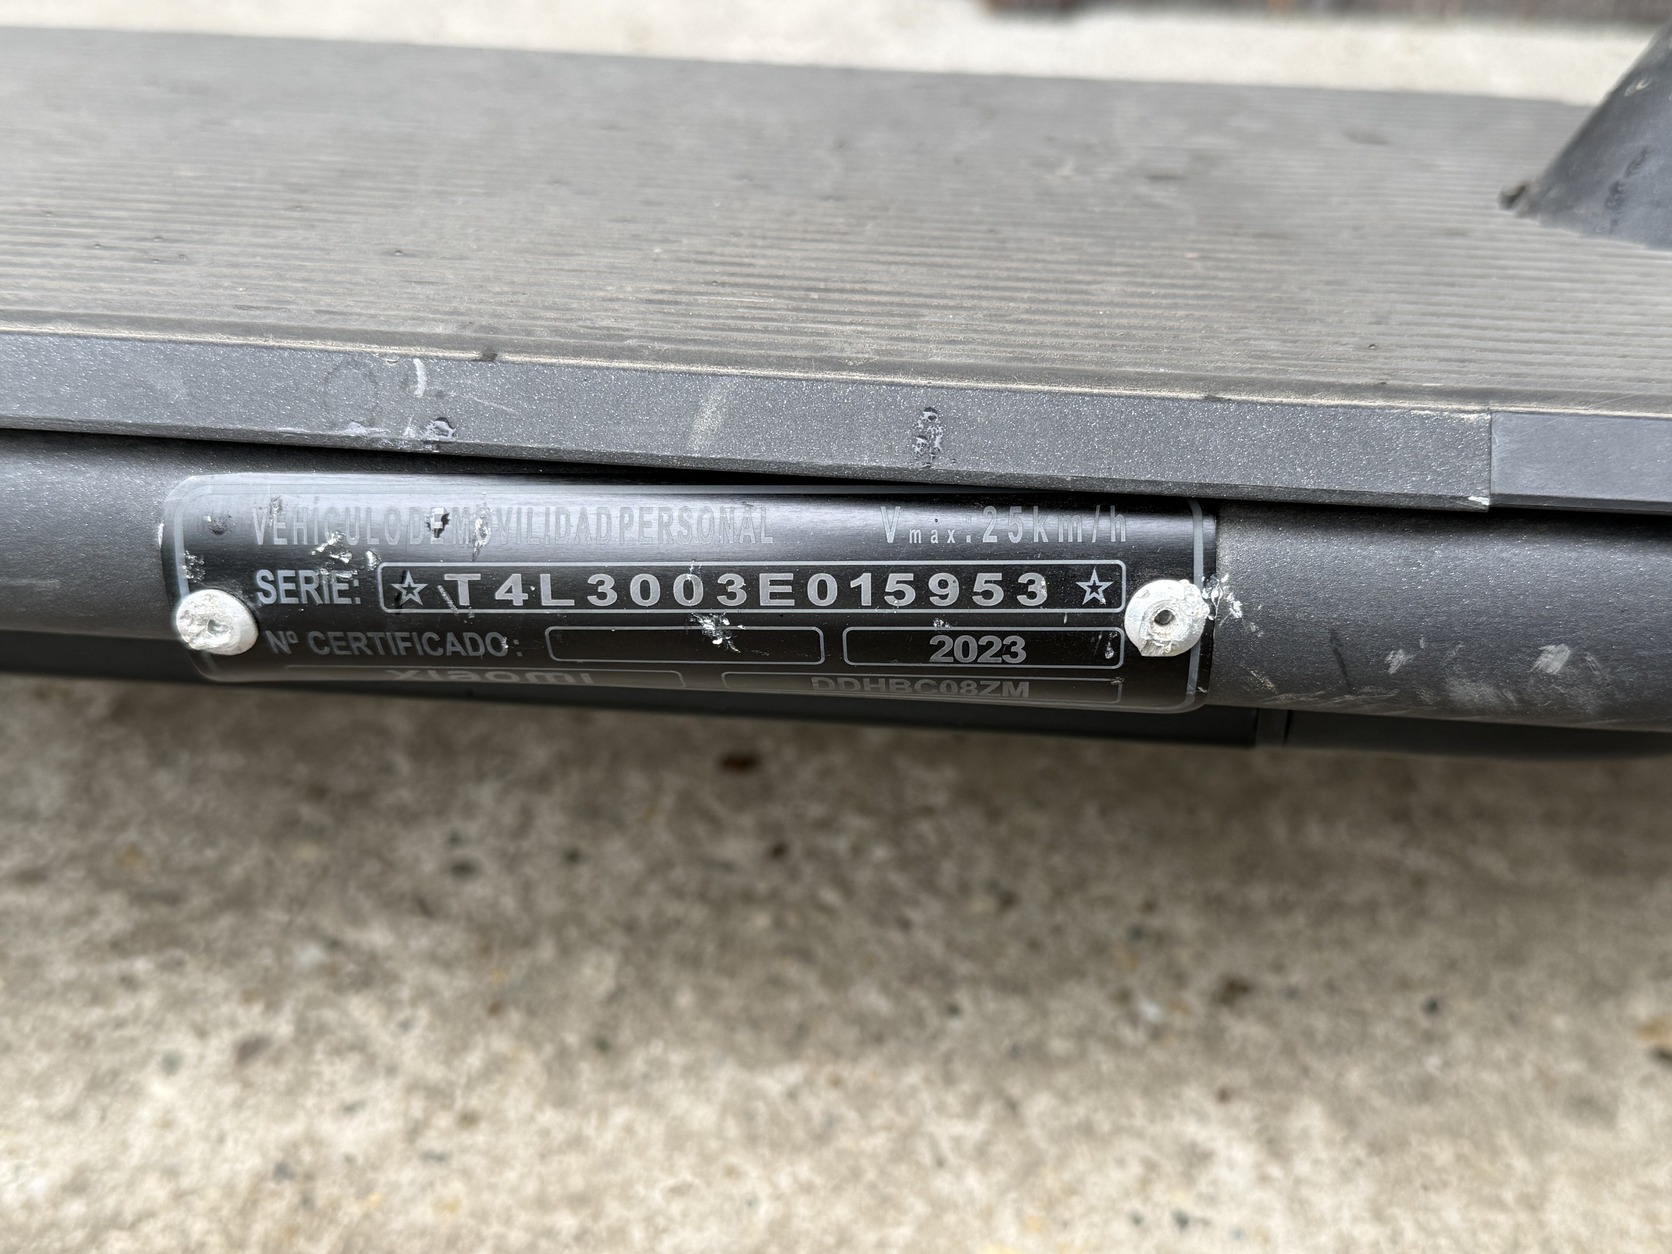 VEHÍCULO DE MOVILIDAD PERSONAL Vmax.:25km/h
SERIE: ☆T4L3003E015953☆
Nº CERTIFICADO: 2023
xiaomi DDHBC08ZM